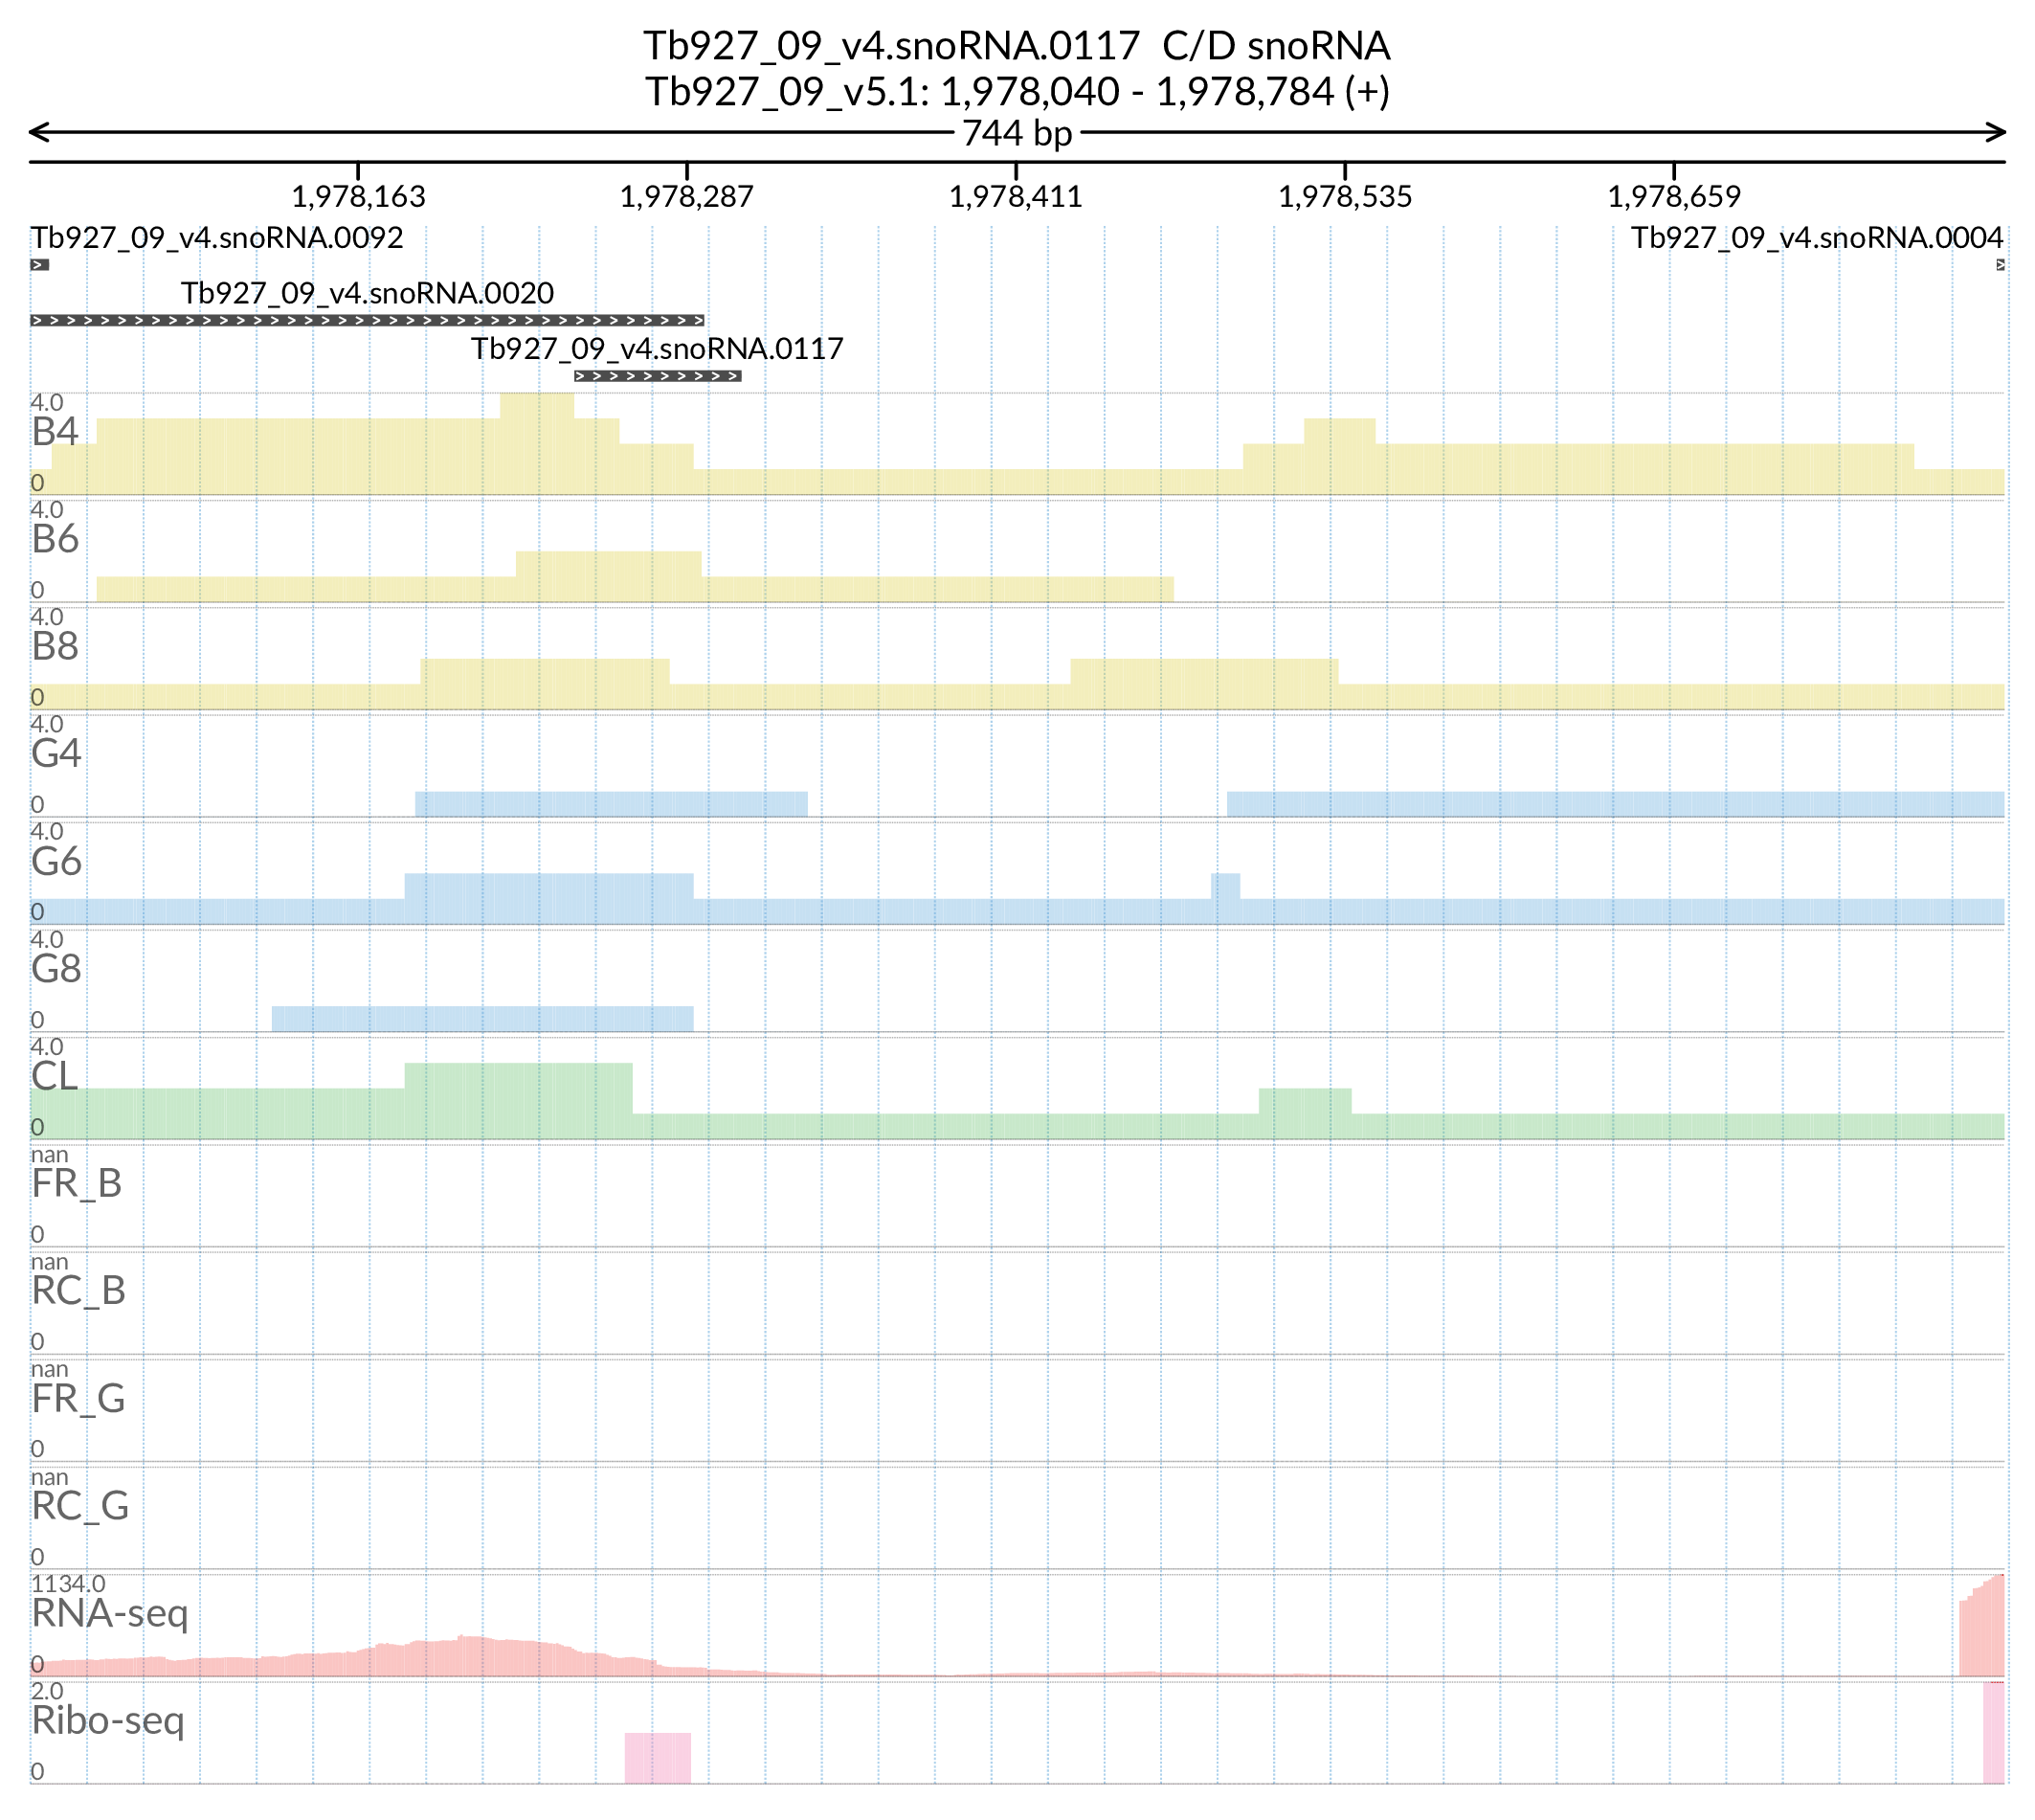 Tb927_09_v4.snoRNA.0117 C/D snoRNA
Tb927_09_v5.1: 1,978,040 - 1,978,784 (+)
744 bp
1,978,163 1,978,287 1,978,411 1,978,535 1,978,659
Tb927_09_v4.snoRNA.0092 Tb927_09_v4.snoRNA.0004
Tb927_09_v4.snoRNA.0020
Tb927_09_v4.snoRNA.0117
4.0
B4
0
4.0
B6
0
4.0
B8
0
4.0
G4
0
4.0
G6
0
4.0
G8
0
4.0
CL
0
nan
FR_B
0
nan
RC_B
0
nan
FR_G
0
nan
RC_G
0
1134.0
RNA-seq
0
2.0
Ribo-seq
0